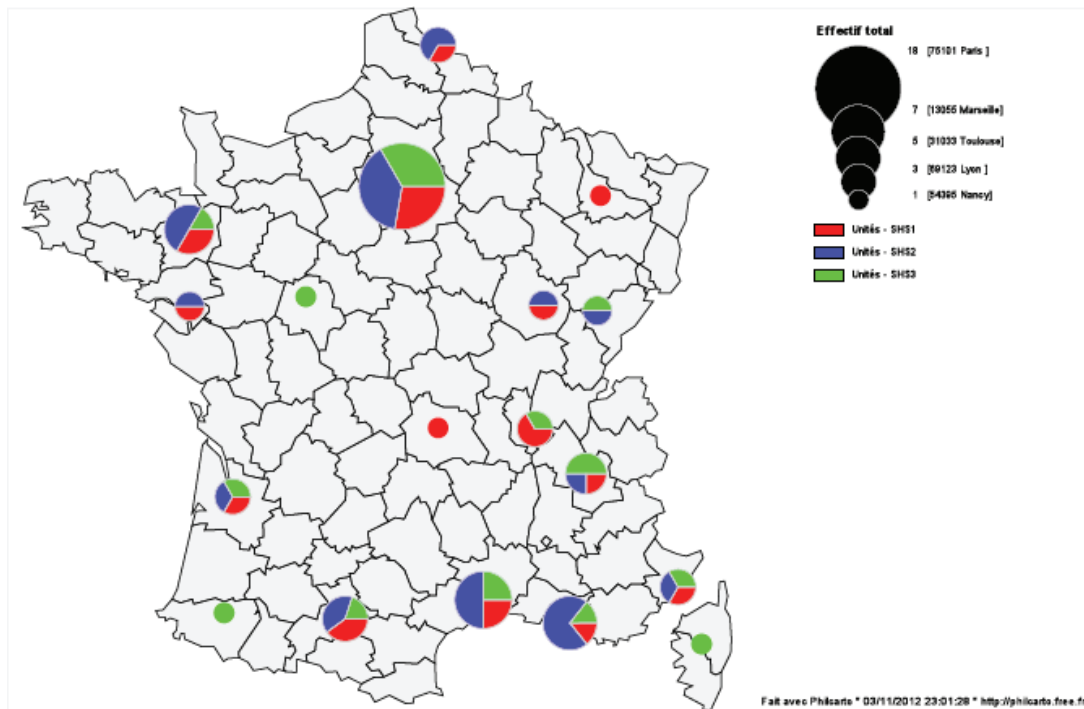 Effectif total
18 [75101 Paris ]
7 [13055 Marseille]
5 [31033 Toulouse]
3 [69123 Lyon ]
1 [54395 Nancy]
Unités - SHS1
Unités - SHS2
Unités - SHS3
Fait avec Philcarto * 03/11/2012 23:01:28 * http://philcarto.free.fr